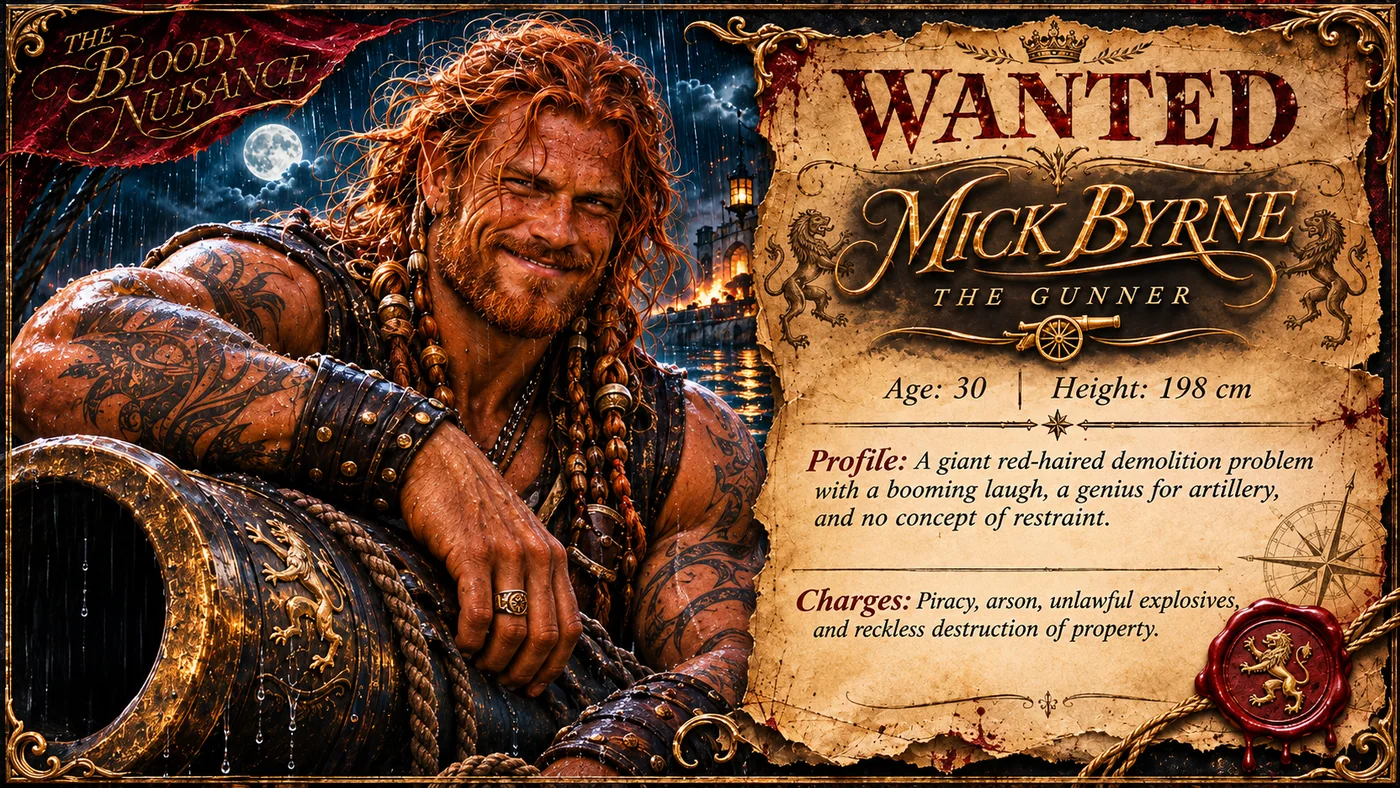 THE
BLOODY
NUISANCE
WANTED
MICK BYRNE
THE GUNNER
Age: 30 | Height: 198 cm
Profile: A giant red-haired demolition problem
with a booming laugh, a genius for artillery,
and no concept of restraint.
Charges: Piracy, arson, unlawful explosives,
and reckless destruction of property.